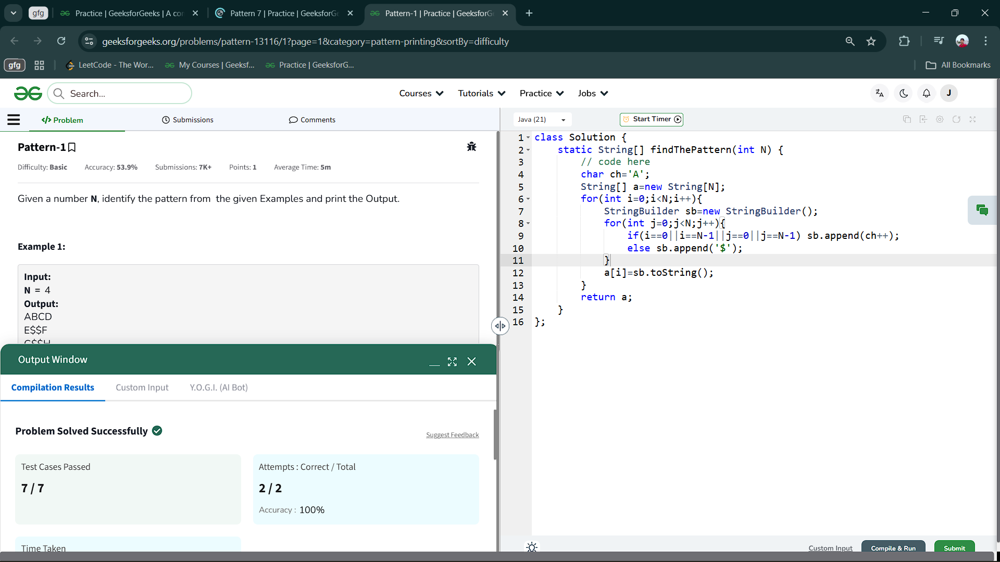 gfg
Practice | GeeksforGeeks | A co
Pattern 7 | Practice | Geeksfor
Pattern-1 | Practice | Geeksfor
geeksforgeeks.org/problems/pattern-13116/1?page=1&category=pattern-printing&sortBy=difficulty
gfg
LeetCode - The Wor...
My Courses | Geeksf...
Practice | GeeksforG...
All Bookmarks
Search...
Courses
Tutorials
Practice
Jobs
J
</> Problem
Submissions
Comments
Java (21)
Start Timer
Pattern-1
Difficulty: Basic
Accuracy: 53.9%
Submissions: 7K+
Points: 1
Average Time: 5m
Given a number N, identify the pattern from the given Examples and print the Output.
Example 1:
Input:
N = 4
Output:
ABCD
E$$F
G$$H
Output Window
Compilation Results
Custom Input
Y.O.G.I. (AI Bot)
Problem Solved Successfully
Suggest Feedback
Test Cases Passed
7 / 7
Attempts : Correct / Total
2 / 2
Accuracy : 100%
Time Taken
1 class Solution {
2 static String[] findThePattern(int N) {
3 // code here
4 char ch='A';
5 String[] a=new String[N];
6 for(int i=0;i<N;i++){
7 StringBuilder sb=new StringBuilder();
8 for(int j=0;j<N;j++){
9 if(i==0||i==N-1||j==0||j==N-1) sb.append(ch++);
10 else sb.append('$');
11 }
12 a[i]=sb.toString();
13 }
14 return a;
15 }
16 };
Custom Input
Compile & Run
Submit